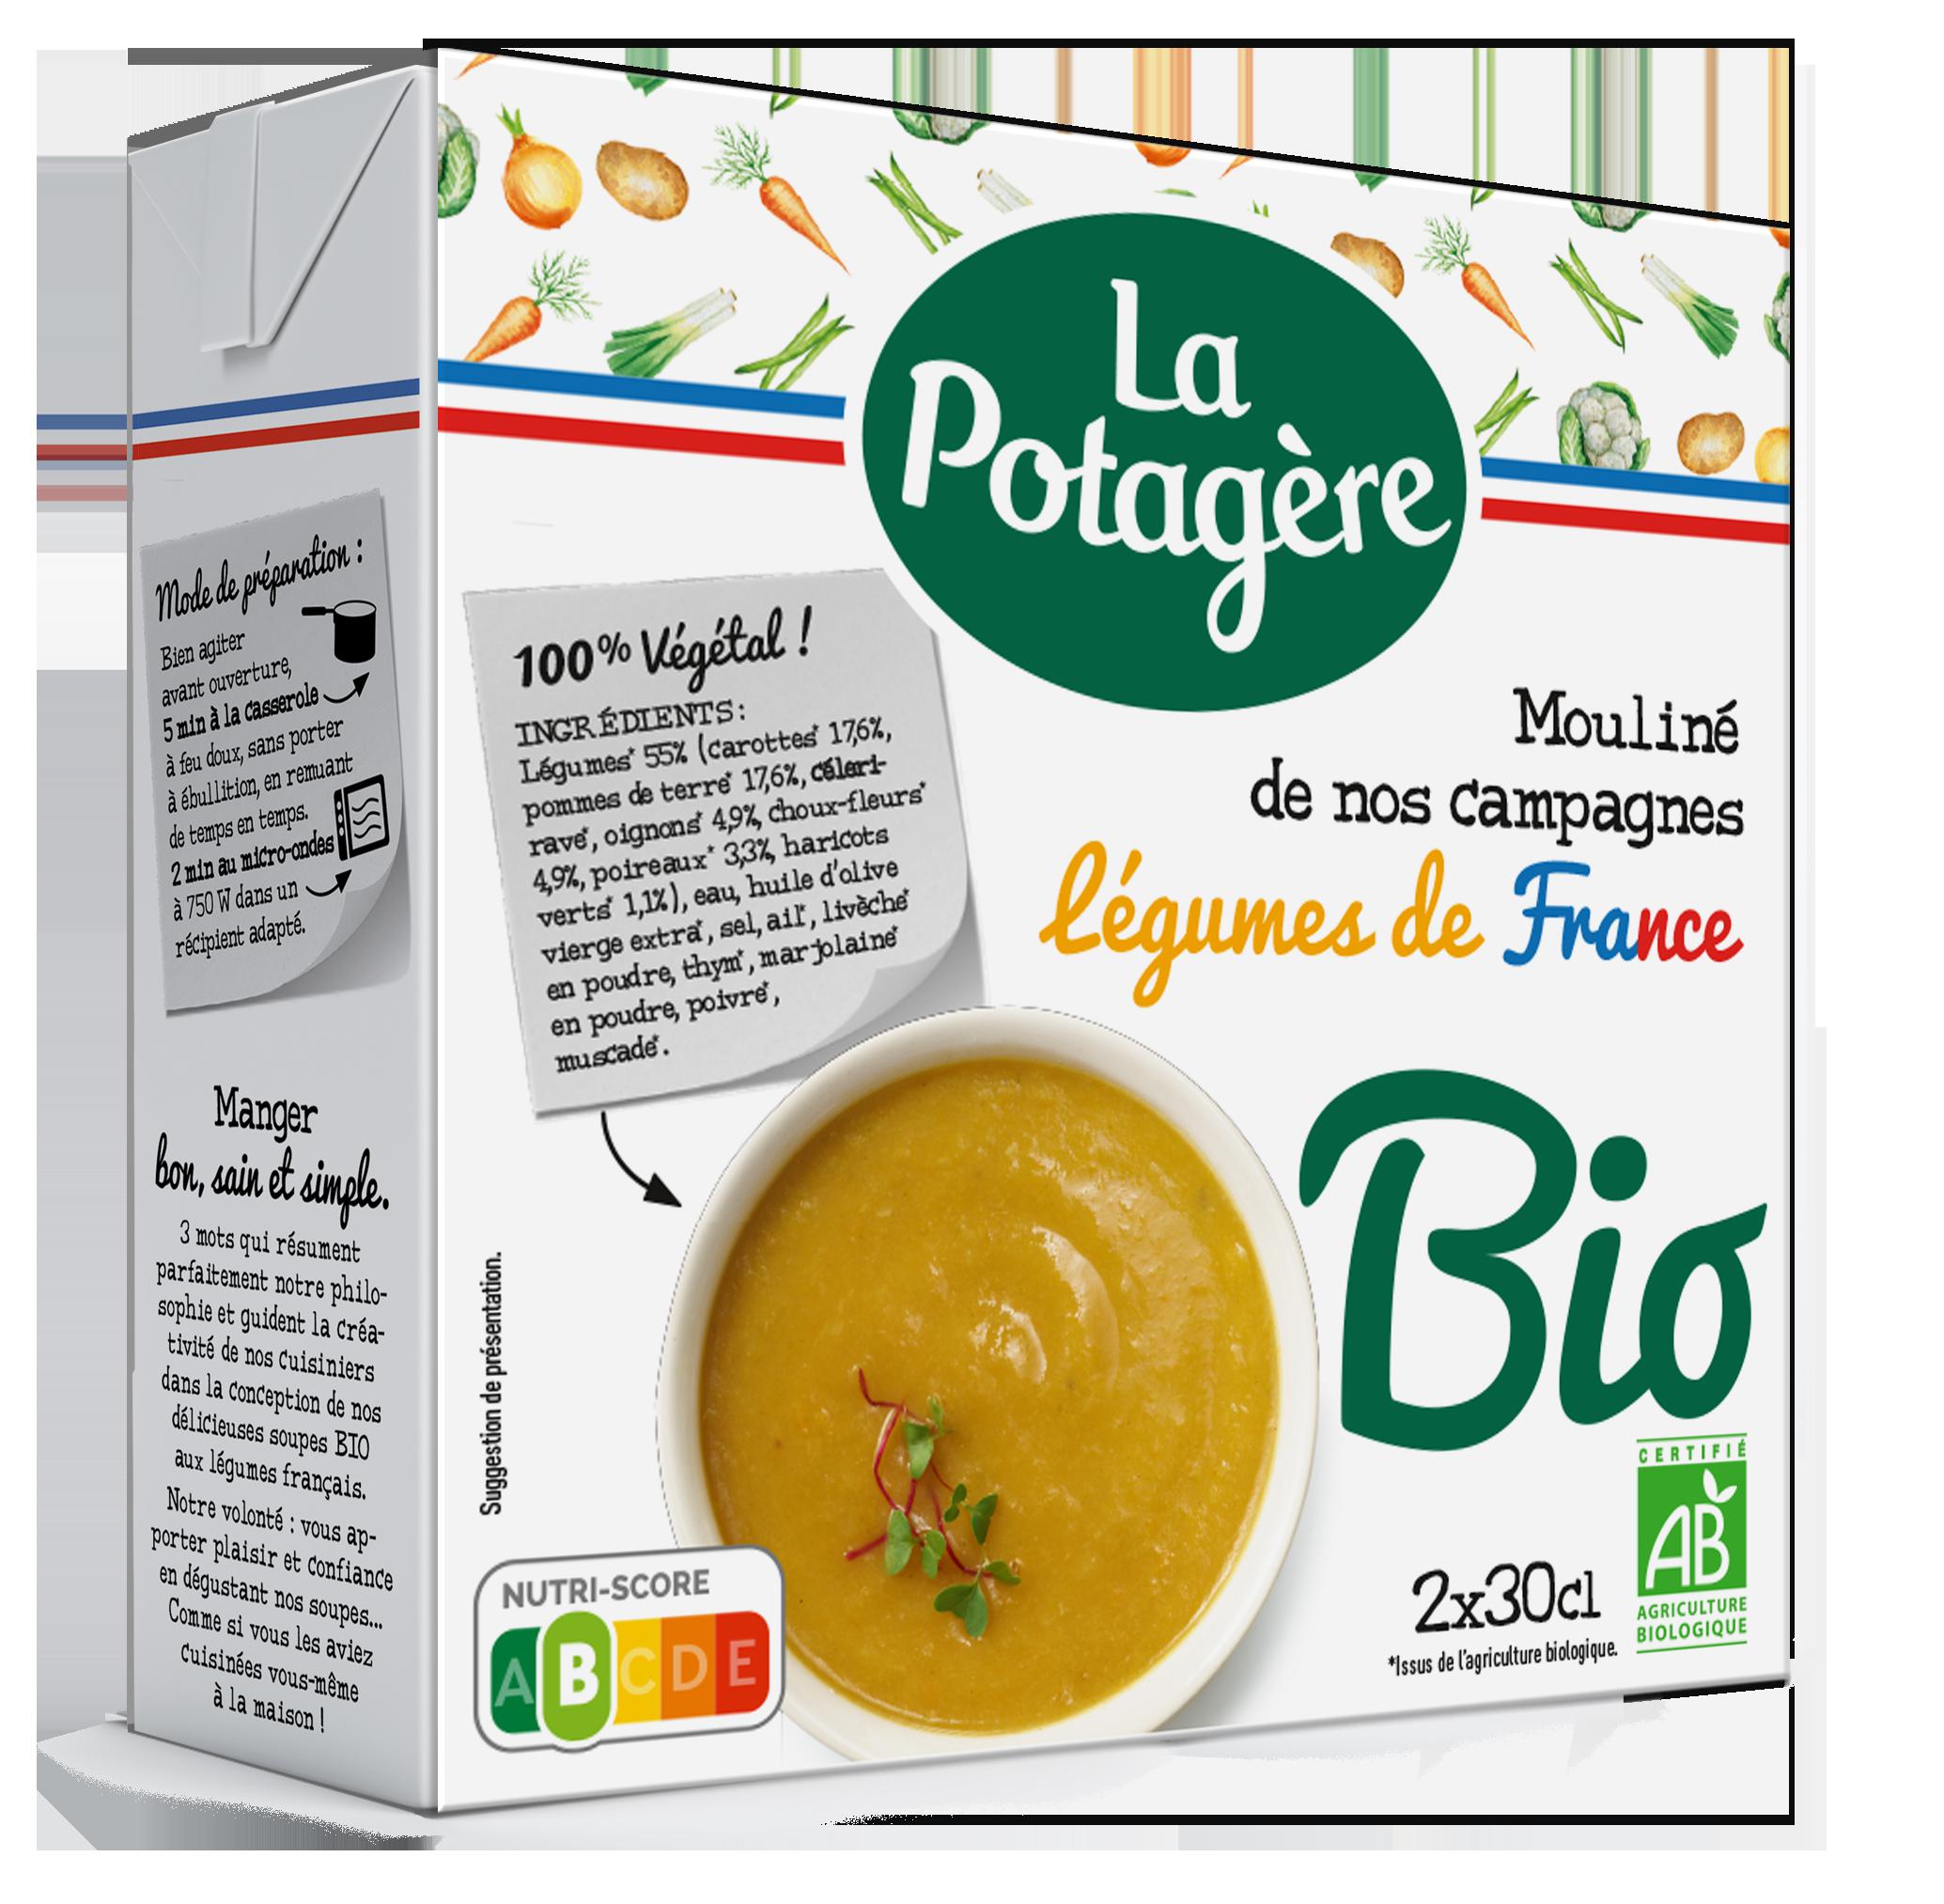 La
Potagère
100% Végétal !
INGRÉDIENTS:
Légumes* 55% (carottes* 17,6%,
pommes de terre* 17,6%, céleri-
rave*, oignons* 4,9%, choux-fleurs*
4,9%, poireaux* 3,3%, haricots
verts* 1,1%), eau, huile d'olive
vierge extra*, sel, ail*, livèche*
en poudre, thym*, marjolaine*
en poudre, poivre*,
muscade*.
Mouliné
de nos campagnes
Légumes de France
Bio
Suggestion de présentation.
NUTRI-SCORE
A B C D E
2x30cl
*Issus de l'agriculture biologique.
CERTIFIÉ
AB
AGRICULTURE
BIOLOGIQUE
Mode de préparation :
Bien agiter
avant ouverture,
5 min à la casserole
à feu doux, sans porter
à ébullition, en remuant
de temps en temps.
2 min au micro-ondes
à 750 W dans un
récipient adapté.
Manger
bon, sain et simple.
3 mots qui résument
parfaitement notre philo-
sophie et guident la créa-
tivité de nos cuisiniers
dans la conception de nos
délicieuses soupes BIO
aux légumes français.
Notre volonté : vous ap-
porter plaisir et confiance
en dégustant nos soupes...
Comme si vous les aviez
cuisinées vous-même
à la maison !